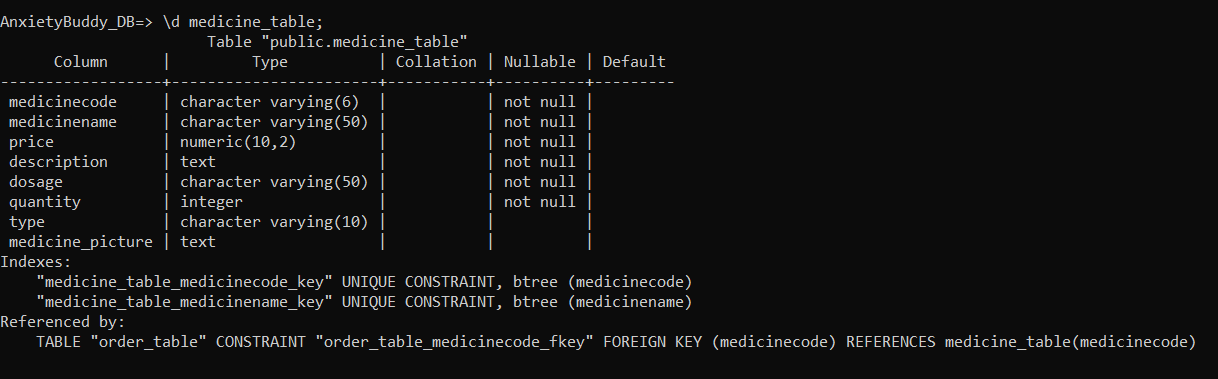 AnxietyBuddy_DB=> \d medicine_table;
                       Table "public.medicine_table"
      Column      |         Type          | Collation | Nullable | Default
------------------+-----------------------+-----------+----------+---------
 medicinecode     | character varying(6)  |           | not null |
 medicinename     | character varying(50) |           | not null |
 price            | numeric(10,2)         |           | not null |
 description      | text                  |           | not null |
 dosage           | character varying(50) |           | not null |
 quantity         | integer               |           | not null |
 type             | character varying(10) |           |          |
 medicine_picture | text                  |           |          |
Indexes:
    "medicine_table_medicinecode_key" UNIQUE CONSTRAINT, btree (medicinecode)
    "medicine_table_medicinename_key" UNIQUE CONSTRAINT, btree (medicinename)
Referenced by:
    TABLE "order_table" CONSTRAINT "order_table_medicinecode_fkey" FOREIGN KEY (medicinecode) REFERENCES medicine_table(medicinecode)